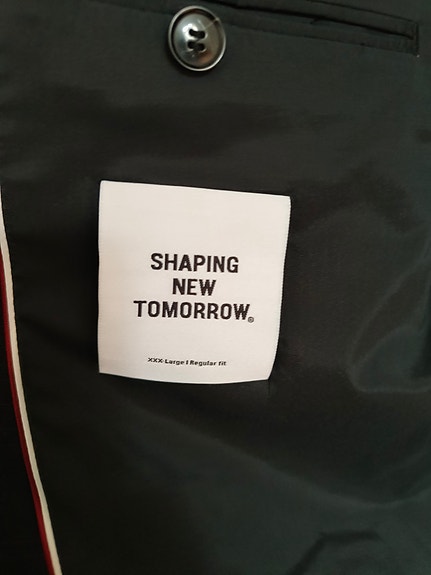 SHAPING
NEW
TOMORROW®
XXX-Large | Regular fit